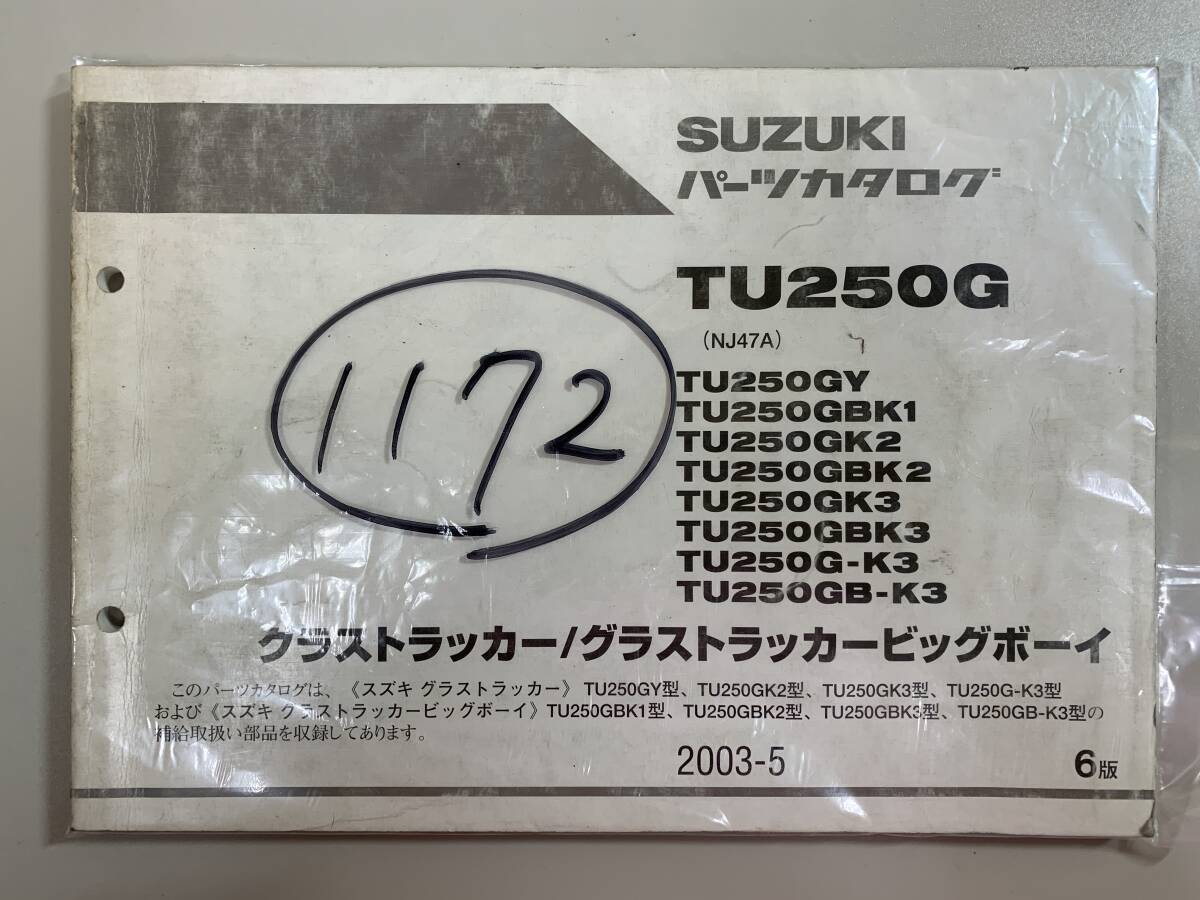 SUZUKI
パーツカタログ
TU250G
(NJ47A)
1172
TU250GY
TU250GBK1
TU250GK2
TU250GBK2
TU250GK3
TU250GBK3
TU250G-K3
TU250GB-K3
グラストラッカー/グラストラッカービッグボーイ
このパーツカタログは、《スズキ グラストラッカー》 TU250GY型、TU250GK2型、TU250GK3型、TU250G-K3型
および《スズキ グラストラッカービッグボーイ》TU250GBK1型、TU250GBK2型、TU250GBK3型、TU250GB-K3型の
補給取扱い部品を収録してあります。
2003-5 6版